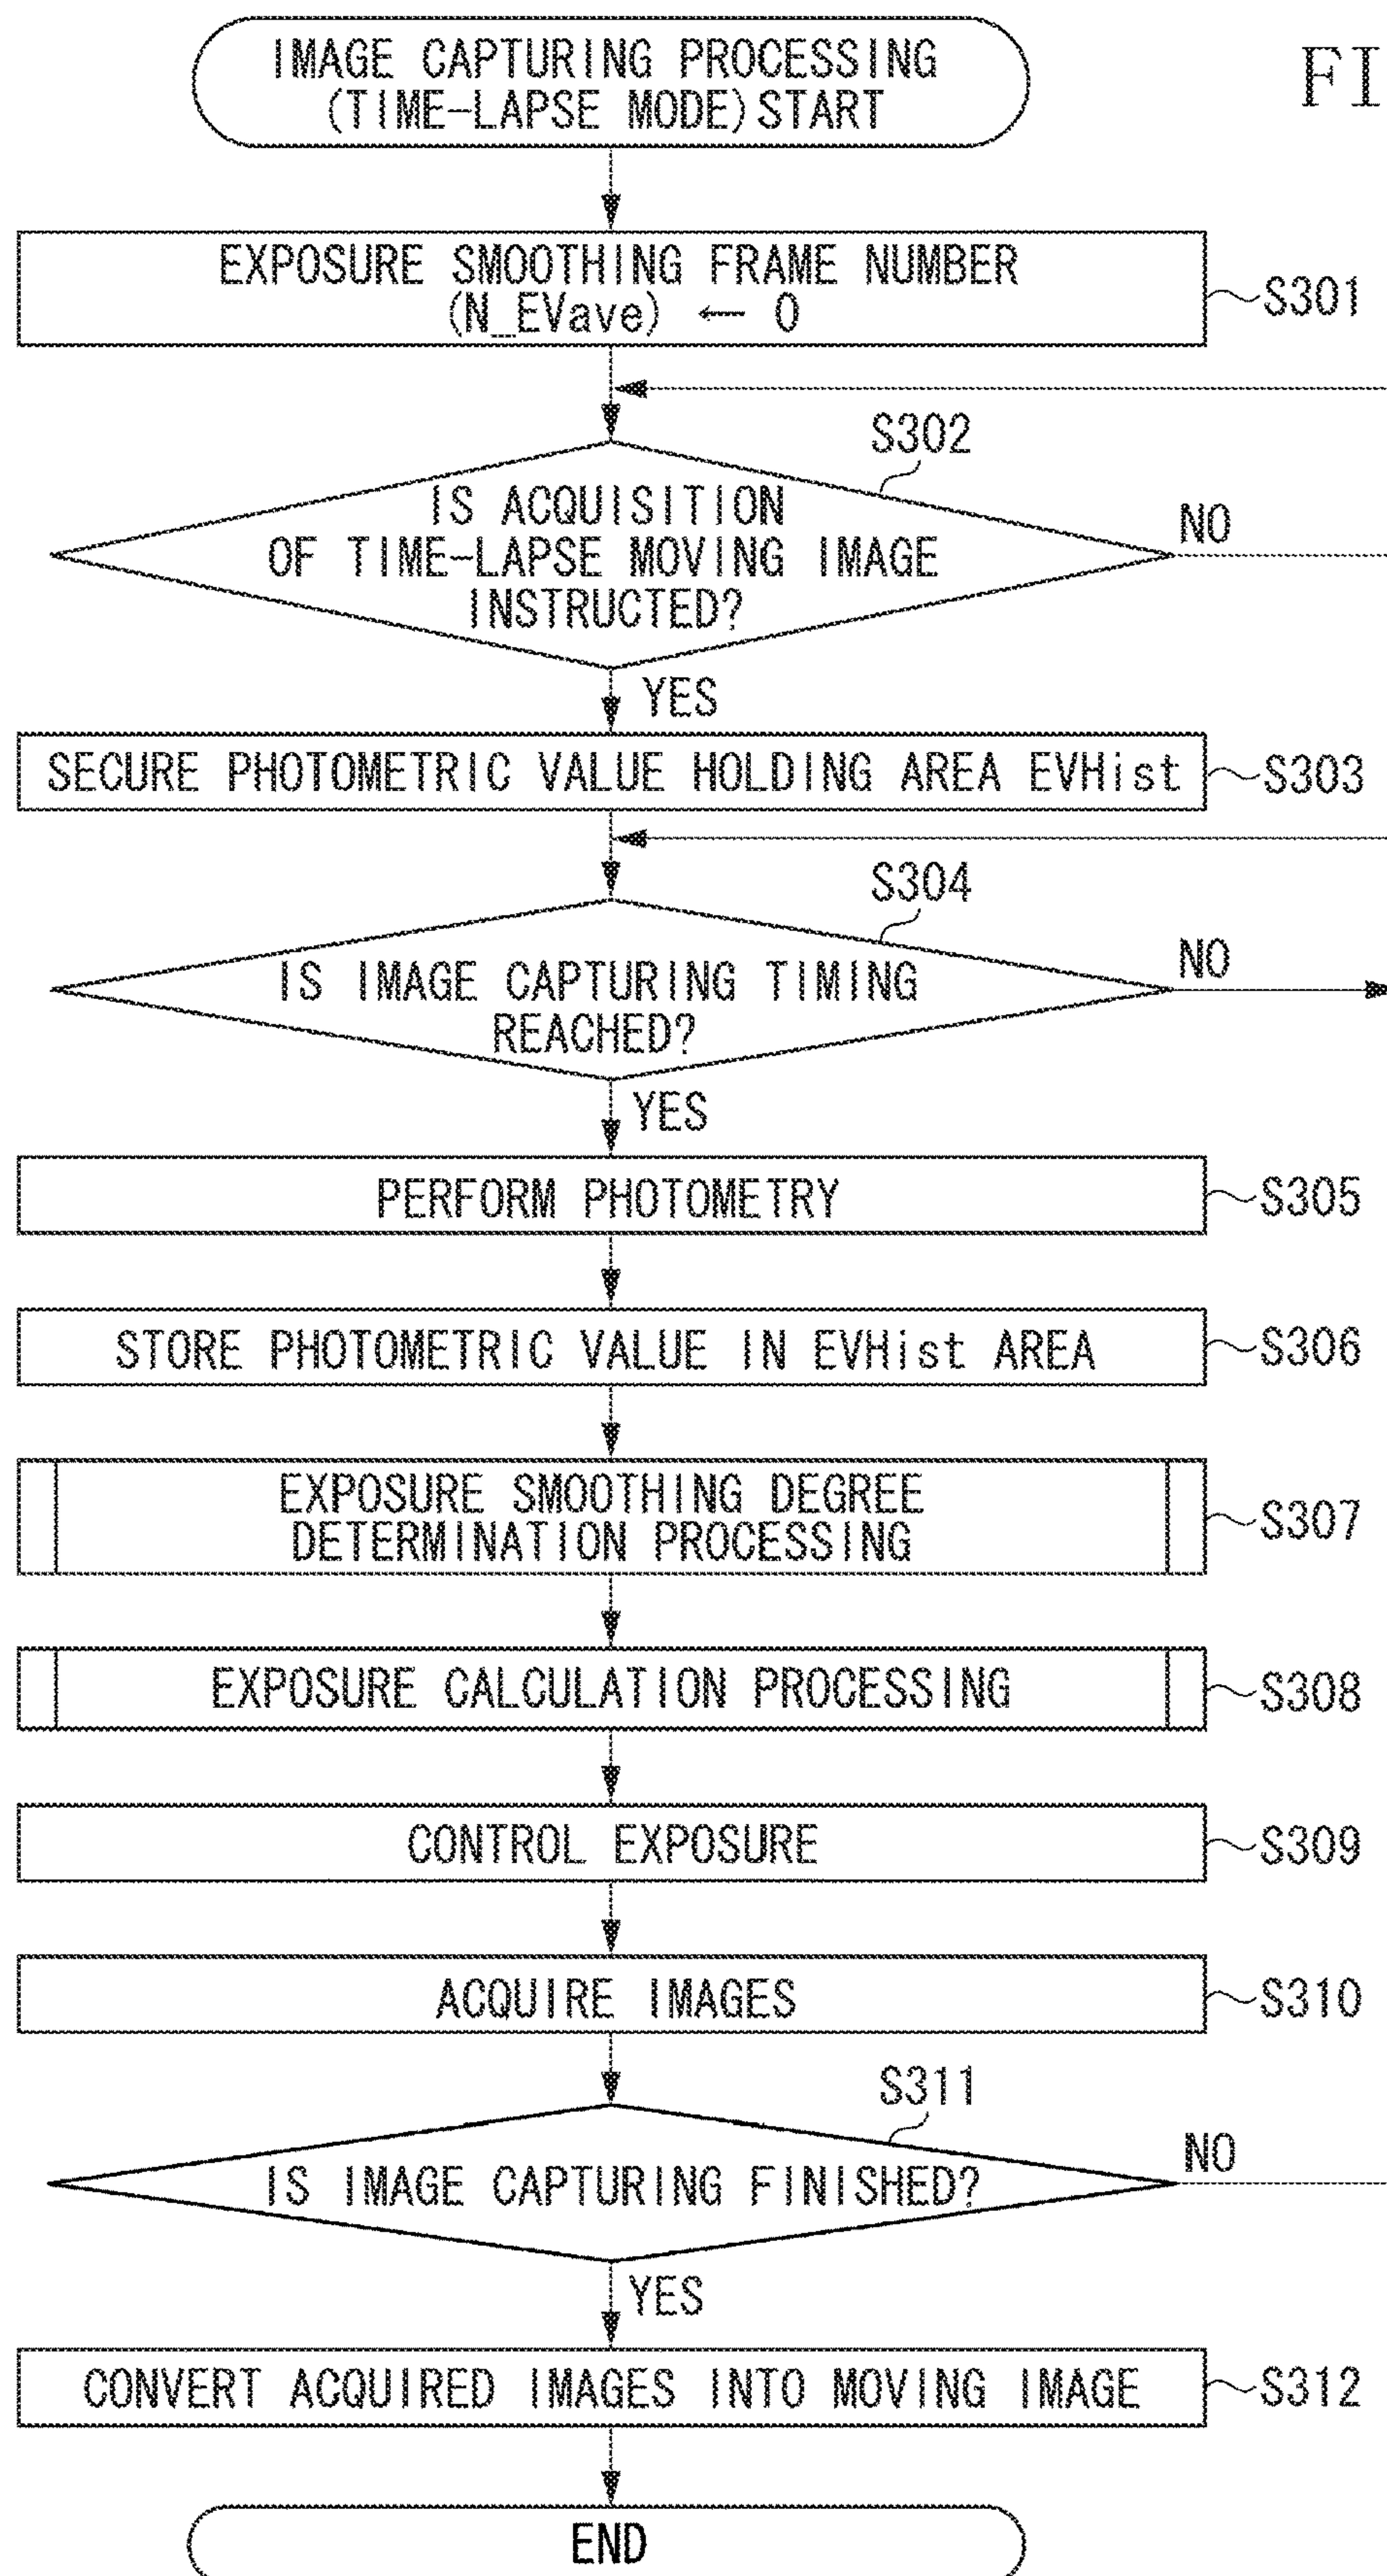 IMAGE CAPTURING PROCESSING
(TIME-LAPSE MODE) START
FI
EXPOSURE SMOOTHING FRAME NUMBER
(N_EVave) ← 0
S301
S302
IS ACQUISITION
OF TIME-LAPSE MOVING IMAGE
INSTRUCTED?
NO
YES
SECURE PHOTOMETRIC VALUE HOLDING AREA EVHist
S303
S304
IS IMAGE CAPTURING TIMING
REACHED?
NO
YES
PERFORM PHOTOMETRY
S305
STORE PHOTOMETRIC VALUE IN EVHist AREA
S306
EXPOSURE SMOOTHING DEGREE
DETERMINATION PROCESSING
S307
EXPOSURE CALCULATION PROCESSING
S308
CONTROL EXPOSURE
S309
ACQUIRE IMAGES
S310
S311
IS IMAGE CAPTURING FINISHED?
NO
YES
CONVERT ACQUIRED IMAGES INTO MOVING IMAGE
S312
END